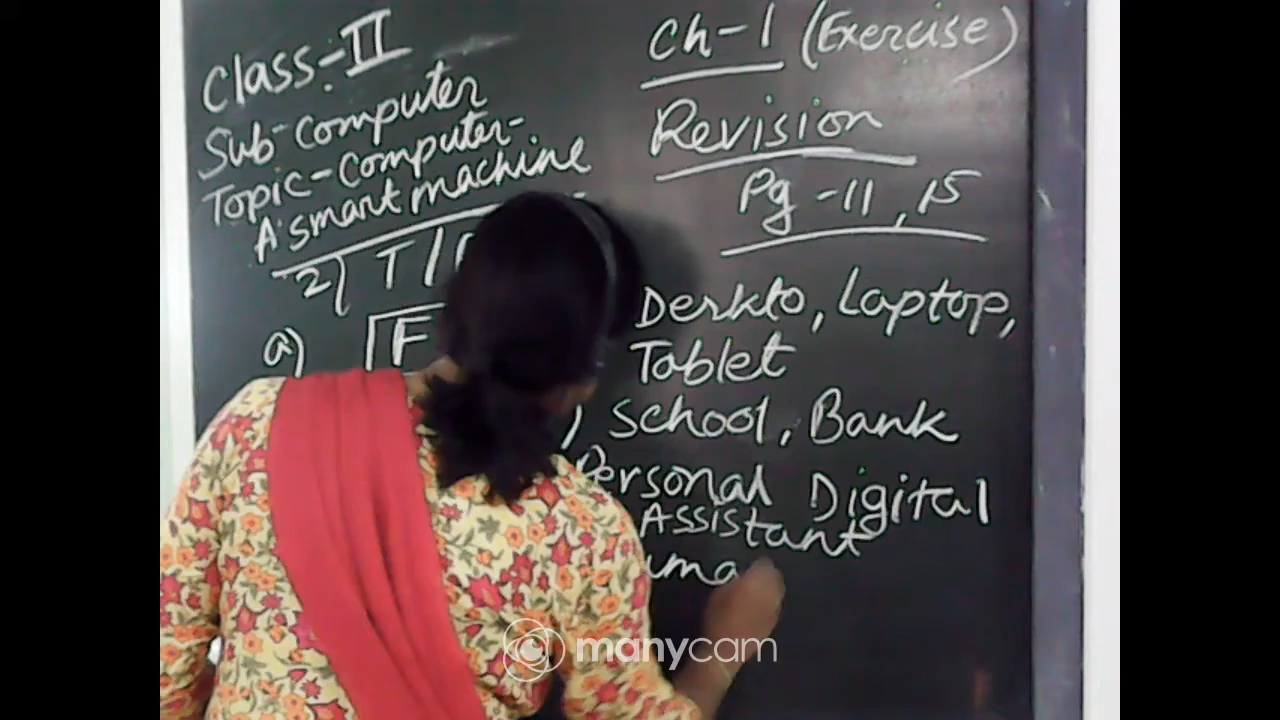 Class-II
Sub-Computer
Topic-Computer-
A smart machine
2) T/
a) F
Ch-1 (Exercise)
Revision
Pg-11, 15
Derkto, Laptop,
Tablet
) School, Bank
Personal Digital
Assistant
uma
manycam